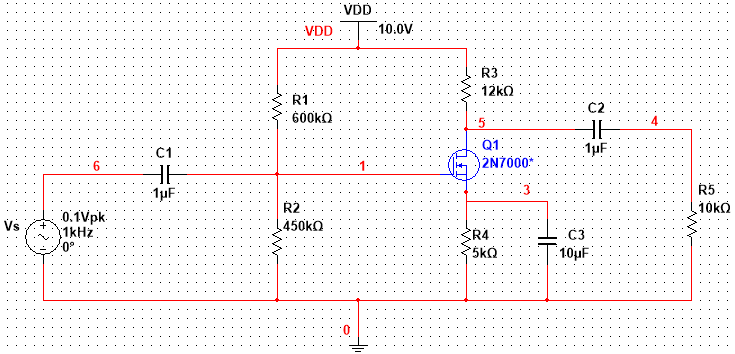 VDD
VDD
10.0V
R3
12kΩ
R1
600kΩ
C2
5
4
1µF
Q1
2N7000*
C1
6
1
1µF
3
R5
10kΩ
R2
450kΩ
Vs
0.1Vpk
1kHz
0°
R4
5kΩ
C3
10µF
0